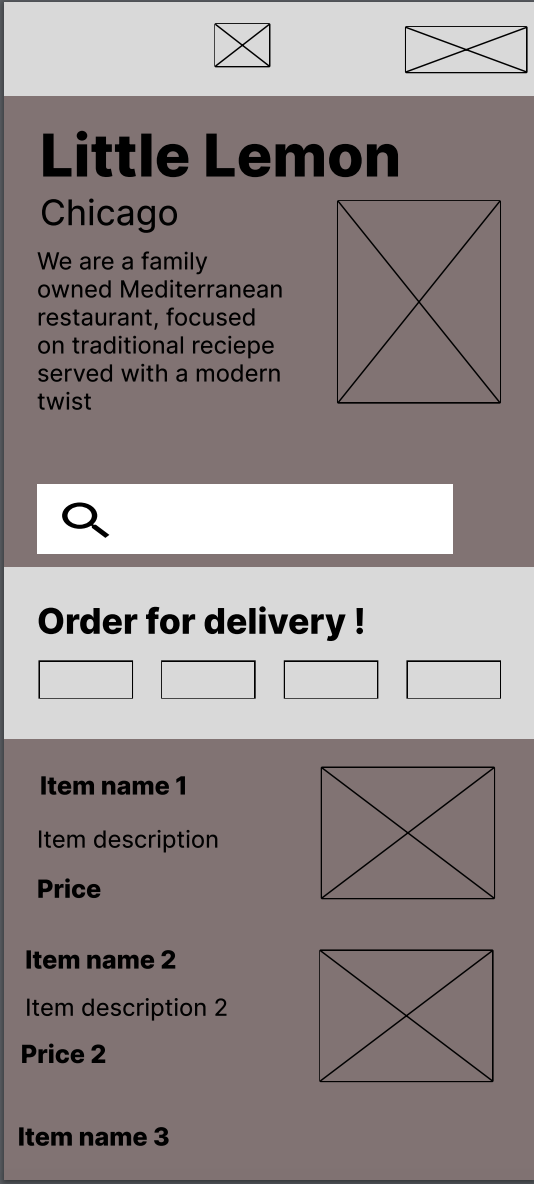 Little Lemon
Chicago
We are a family
owned Mediterranean
restaurant, focused
on traditional reciepe
served with a modern
twist
Order for delivery !
Item name 1
Item description
Price
Item name 2
Item description 2
Price 2
Item name 3